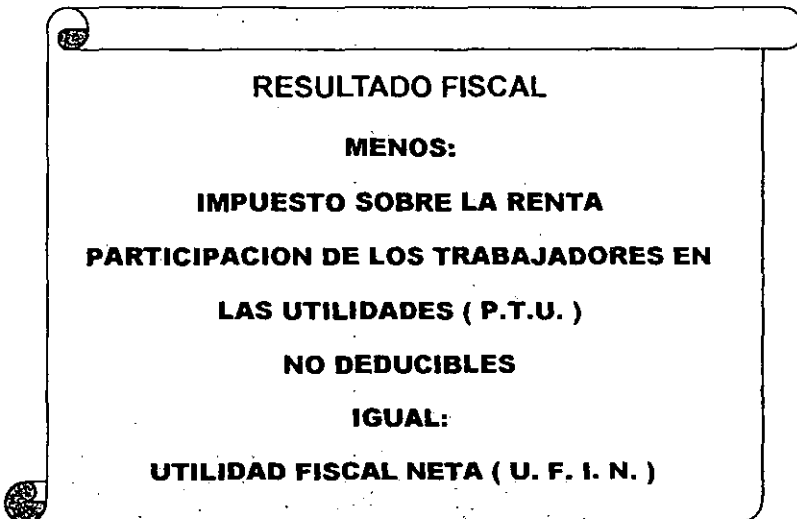 RESULTADO FISCAL
MENOS:
IMPUESTO SOBRE LA RENTA
PARTICIPACION DE LOS TRABAJADORES EN
LAS UTILIDADES ( P.T.U. )
NO DEDUCIBLES
IGUAL:
UTILIDAD FISCAL NETA ( U. F. I. N. )